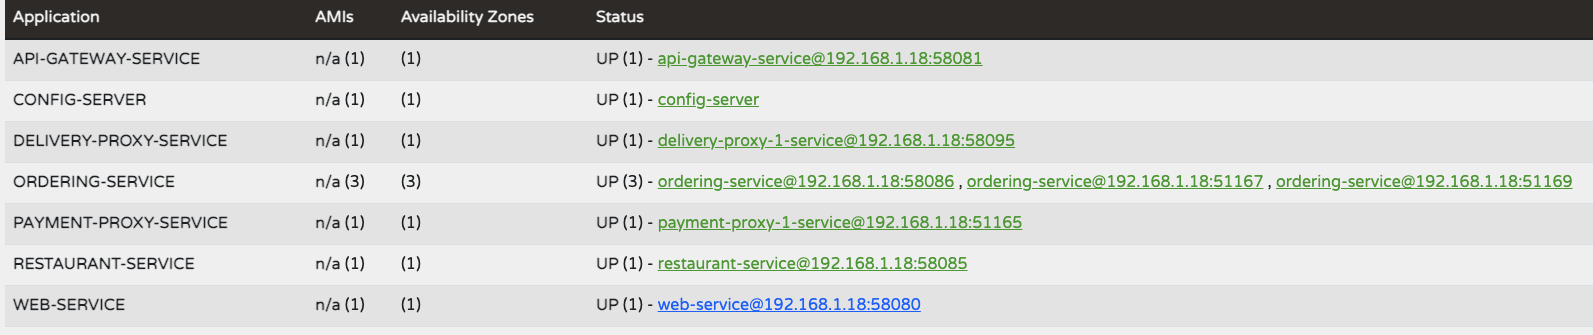 Application AMIs Availability Zones Status
API-GATEWAY-SERVICE n/a (1) (1) UP (1) - api-gateway-service@192.168.1.18:58081
CONFIG-SERVER n/a (1) (1) UP (1) - config-server
DELIVERY-PROXY-SERVICE n/a (1) (1) UP (1) - delivery-proxy-1-service@192.168.1.18:58095
ORDERING-SERVICE n/a (3) (3) UP (3) - ordering-service@192.168.1.18:58086 , ordering-service@192.168.1.18:51167 , ordering-service@192.168.1.18:51169
PAYMENT-PROXY-SERVICE n/a (1) (1) UP (1) - payment-proxy-1-service@192.168.1.18:51165
RESTAURANT-SERVICE n/a (1) (1) UP (1) - restaurant-service@192.168.1.18:58085
WEB-SERVICE n/a (1) (1) UP (1) - web-service@192.168.1.18:58080